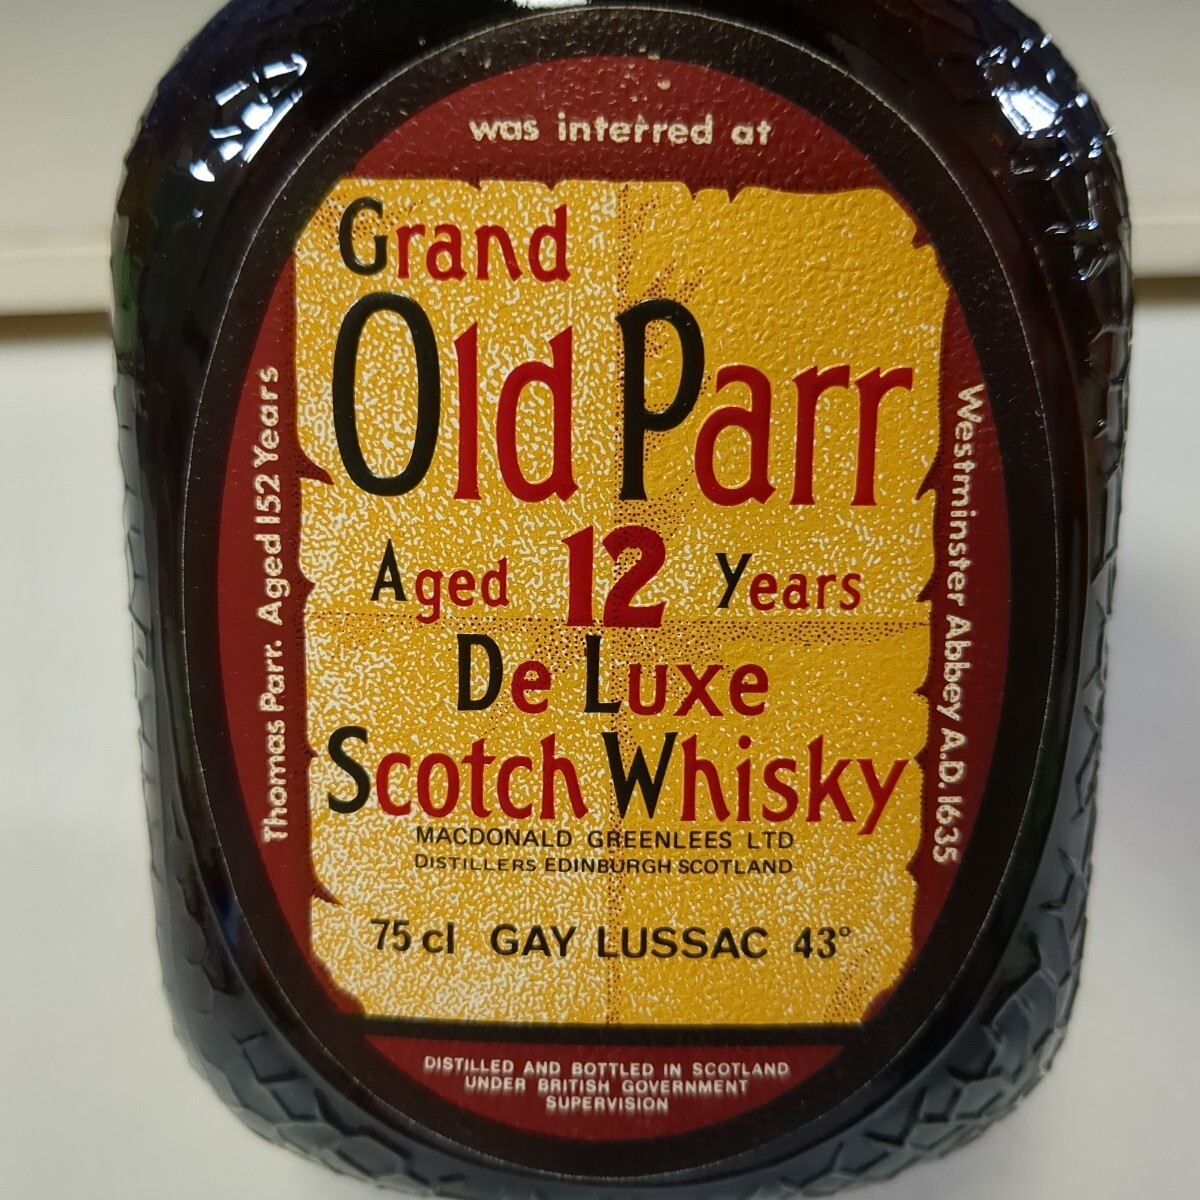 Thomas Parr. Aged 152 Years
was interred at
Westminster Abbey A.D. 1635
Grand
Old Parr
Aged 12 Years
De Luxe
Scotch Whisky
MACDONALD GREENLEES LTD
DISTILLERS EDINBURGH SCOTLAND
75 cl GAY LUSSAC 43°
DISTILLED AND BOTTLED IN SCOTLAND
UNDER BRITISH GOVERNMENT
SUPERVISION